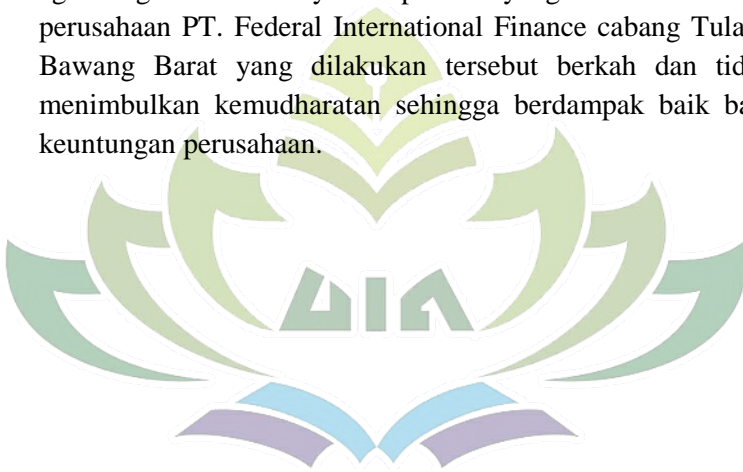 perusahaan PT. Federal International Finance cabang Tula
Bawang Barat yang dilakukan tersebut berkah dan tid
menimbulkan kemudharatan sehingga berdampak baik ba
keuntungan perusahaan.
UIN